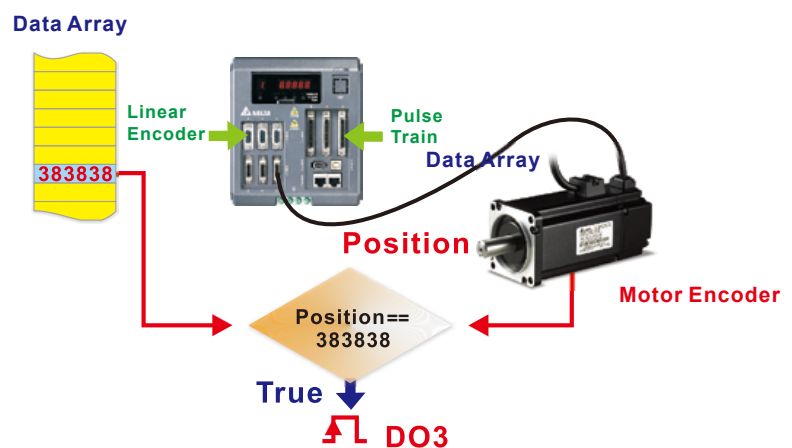 Data Array
Linear
Encoder
Pulse
Train
Data Array
383838
Position
Motor Encoder
Position==
383838
True
DO3